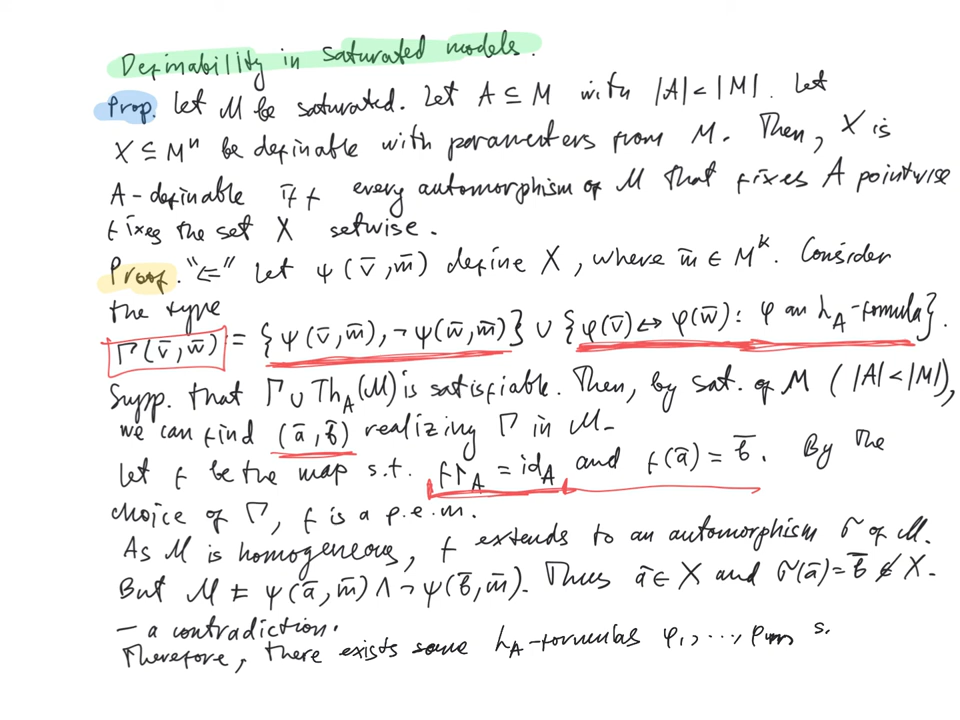 Definability in saturated models.
Prop. Let M be saturated. Let A ⊆ M with |A| < |M|. Let
X ⊆ Mⁿ be definable with parameters from M. Then, X is
A-definable iff every automorphism of M that fixes A pointwise
fixes the set X setwise.
Proof. "⇐" Let ψ(v̄, m̄) define X, where m̄ ∈ Mᵏ. Consider
the type
Γ(v̄, w̄) = {ψ(v̄, m̄), ¬ψ(w̄, m̄)} ∪ {φ(v̄) ↔ φ(w̄) : φ an L_A-formula}.
Supp. that Γ ∪ Th_A(M) is satisfiable. Then, by sat. of M (|A| < |M|),
we can find (ā, b̄) realizing Γ in M.
Let f be the map s.t. f↾_A = id_A and f(ā) = b̄. By the
choice of Γ, f is a p.e.m.
As M is homogeneous, f extends to an automorphism σ of M.
But M ⊨ ψ(ā, m̄) ∧ ¬ψ(b̄, m̄). Thus ā ∈ X and σ(ā) = b̄ ∉ X.
— a contradiction.
Therefore, there exists some L_A-formulas φ₁, ..., φₘ s.